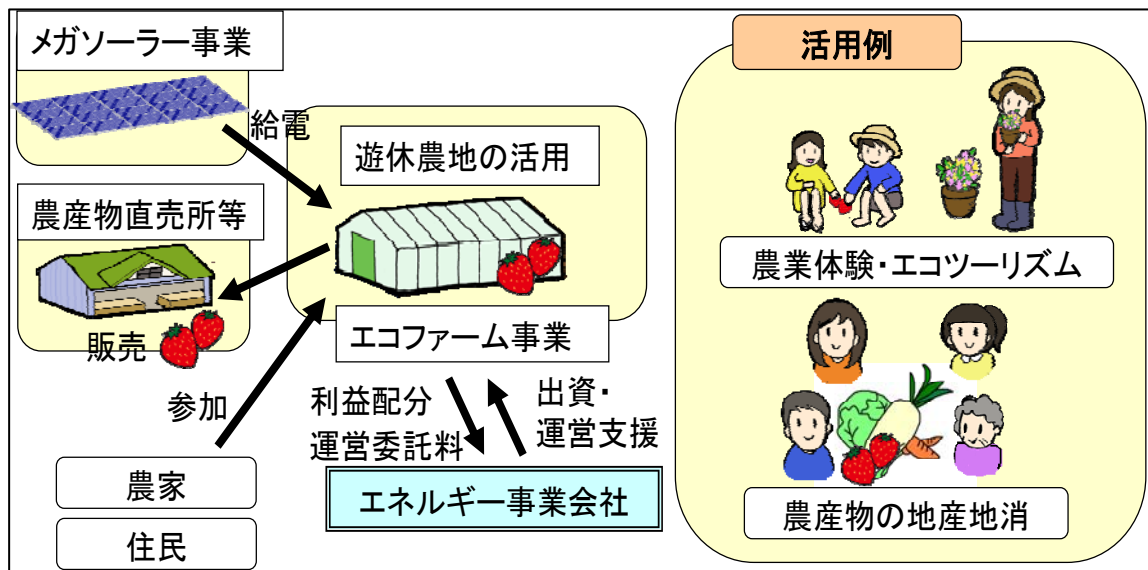 メガソーラー事業
給電
遊休農地の活用
農産物直売所等
販売
エコファーム事業
参加
利益配分
運営委託料
出資・
運営支援
農家
住民
エネルギー事業会社
活用例
農業体験・エコツーリズム
農産物の地産地消